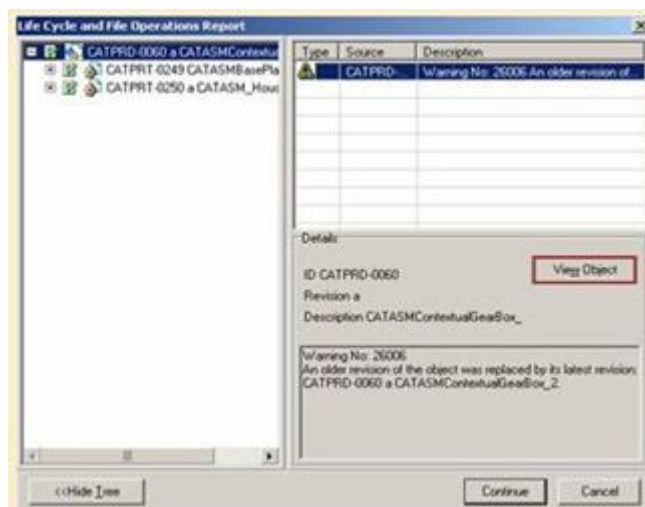 Life Cycle and File Operations Report
CATPRD-0060 a CATASMContextua
CATPRT-0249 CATASMBasePla
CATPRT-0250 a CATASM_Hous
Type Source Description
CATPRD-... Warning No: 26006 An older revision of
Details
ID CATPRD-0060
View Object
Revision a
Description CATASMContextualGearBox_
Warning No: 26006
An older revision of the object was replaced by its latest revision:
CATPRD-0060 a CATASMContextualGearBox_2.
<<Hide Tree
Continue
Cancel